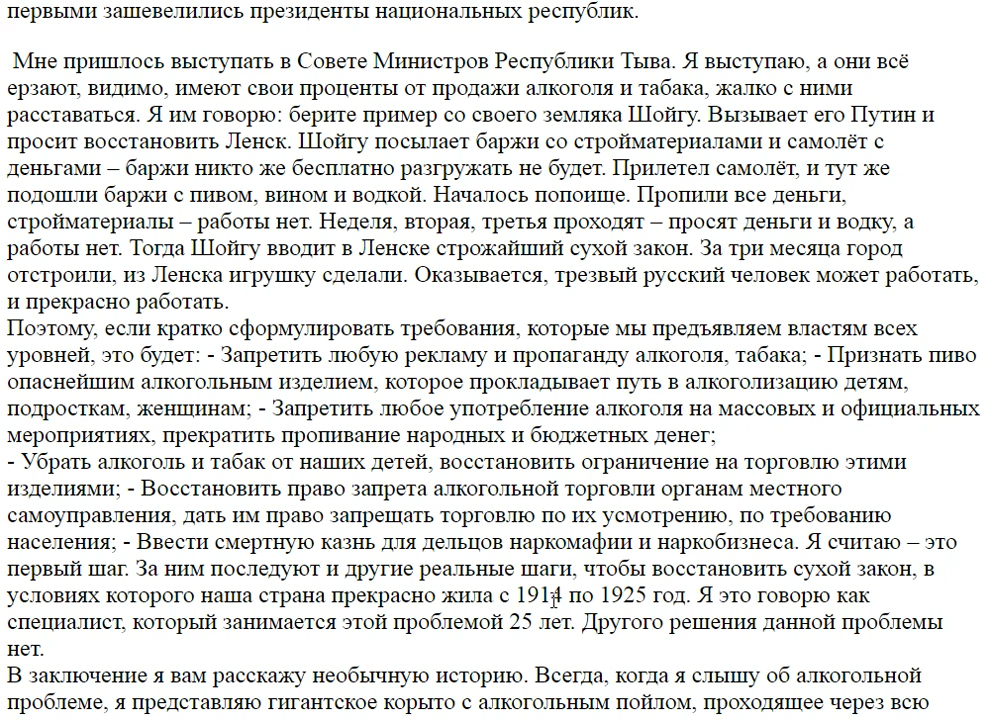 первыми зашевелились президенты национальных республик.
Мне пришлось выступать в Совете Министров Республики Тыва. Я выступаю, а они всё
ерзают, видимо, имеют свои проценты от продажи алкоголя и табака, жалко с ними
расставаться. Я им говорю: берите пример со своего земляка Шойгу. Вызывает его Путин и
просит восстановить Ленск. Шойгу посылает баржи со стройматериалами и самолёт с
деньгами – баржи никто же бесплатно разгружать не будет. Прилетел самолёт, и тут же
подошли баржи с пивом, вином и водкой. Началось попоище. Пропили все деньги,
стройматериалы – работы нет. Неделя, вторая, третья проходят – просят деньги и водку, а
работы нет. Тогда Шойгу вводит в Ленске строжайший сухой закон. За три месяца город
отстроили, из Ленска игрушку сделали. Оказывается, трезвый русский человек может работать,
и прекрасно работать.
Поэтому, если кратко сформулировать требования, которые мы предъявляем властям всех
уровней, это будет: - Запретить любую рекламу и пропаганду алкоголя, табака; - Признать пиво
опаснейшим алкогольным изделием, которое прокладывает путь в алкоголизацию детям,
подросткам, женщинам; - Запретить любое употребление алкоголя на массовых и официальных
мероприятиях, прекратить пропивание народных и бюджетных денег;
- Убрать алкоголь и табак от наших детей, восстановить ограничение на торговлю этими
изделиями; - Восстановить право запрета алкогольной торговли органам местного
самоуправления, дать им право запрещать торговлю по их усмотрению, по требованию
населения; - Ввести смертную казнь для дельцов наркомафии и наркобизнеса. Я считаю – это
первый шаг. За ним последуют и другие реальные шаги, чтобы восстановить сухой закон, в
условиях которого наша страна прекрасно жила с 1914 по 1925 год. Я это говорю как
специалист, который занимается этой проблемой 25 лет. Другого решения данной проблемы
нет.
В заключение я вам расскажу необычную историю. Всегда, когда я слышу об алкогольной
проблеме, я представляю гигантское корыто с алкогольным пойлом, проходящее через всю